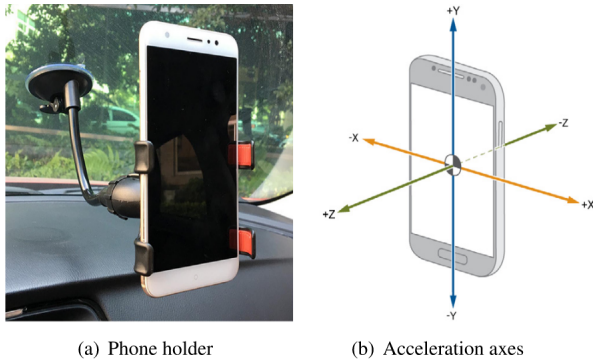 +Y
-Z
-X
+X
+Z
-Y
(a) Phone holder
(b) Acceleration axes